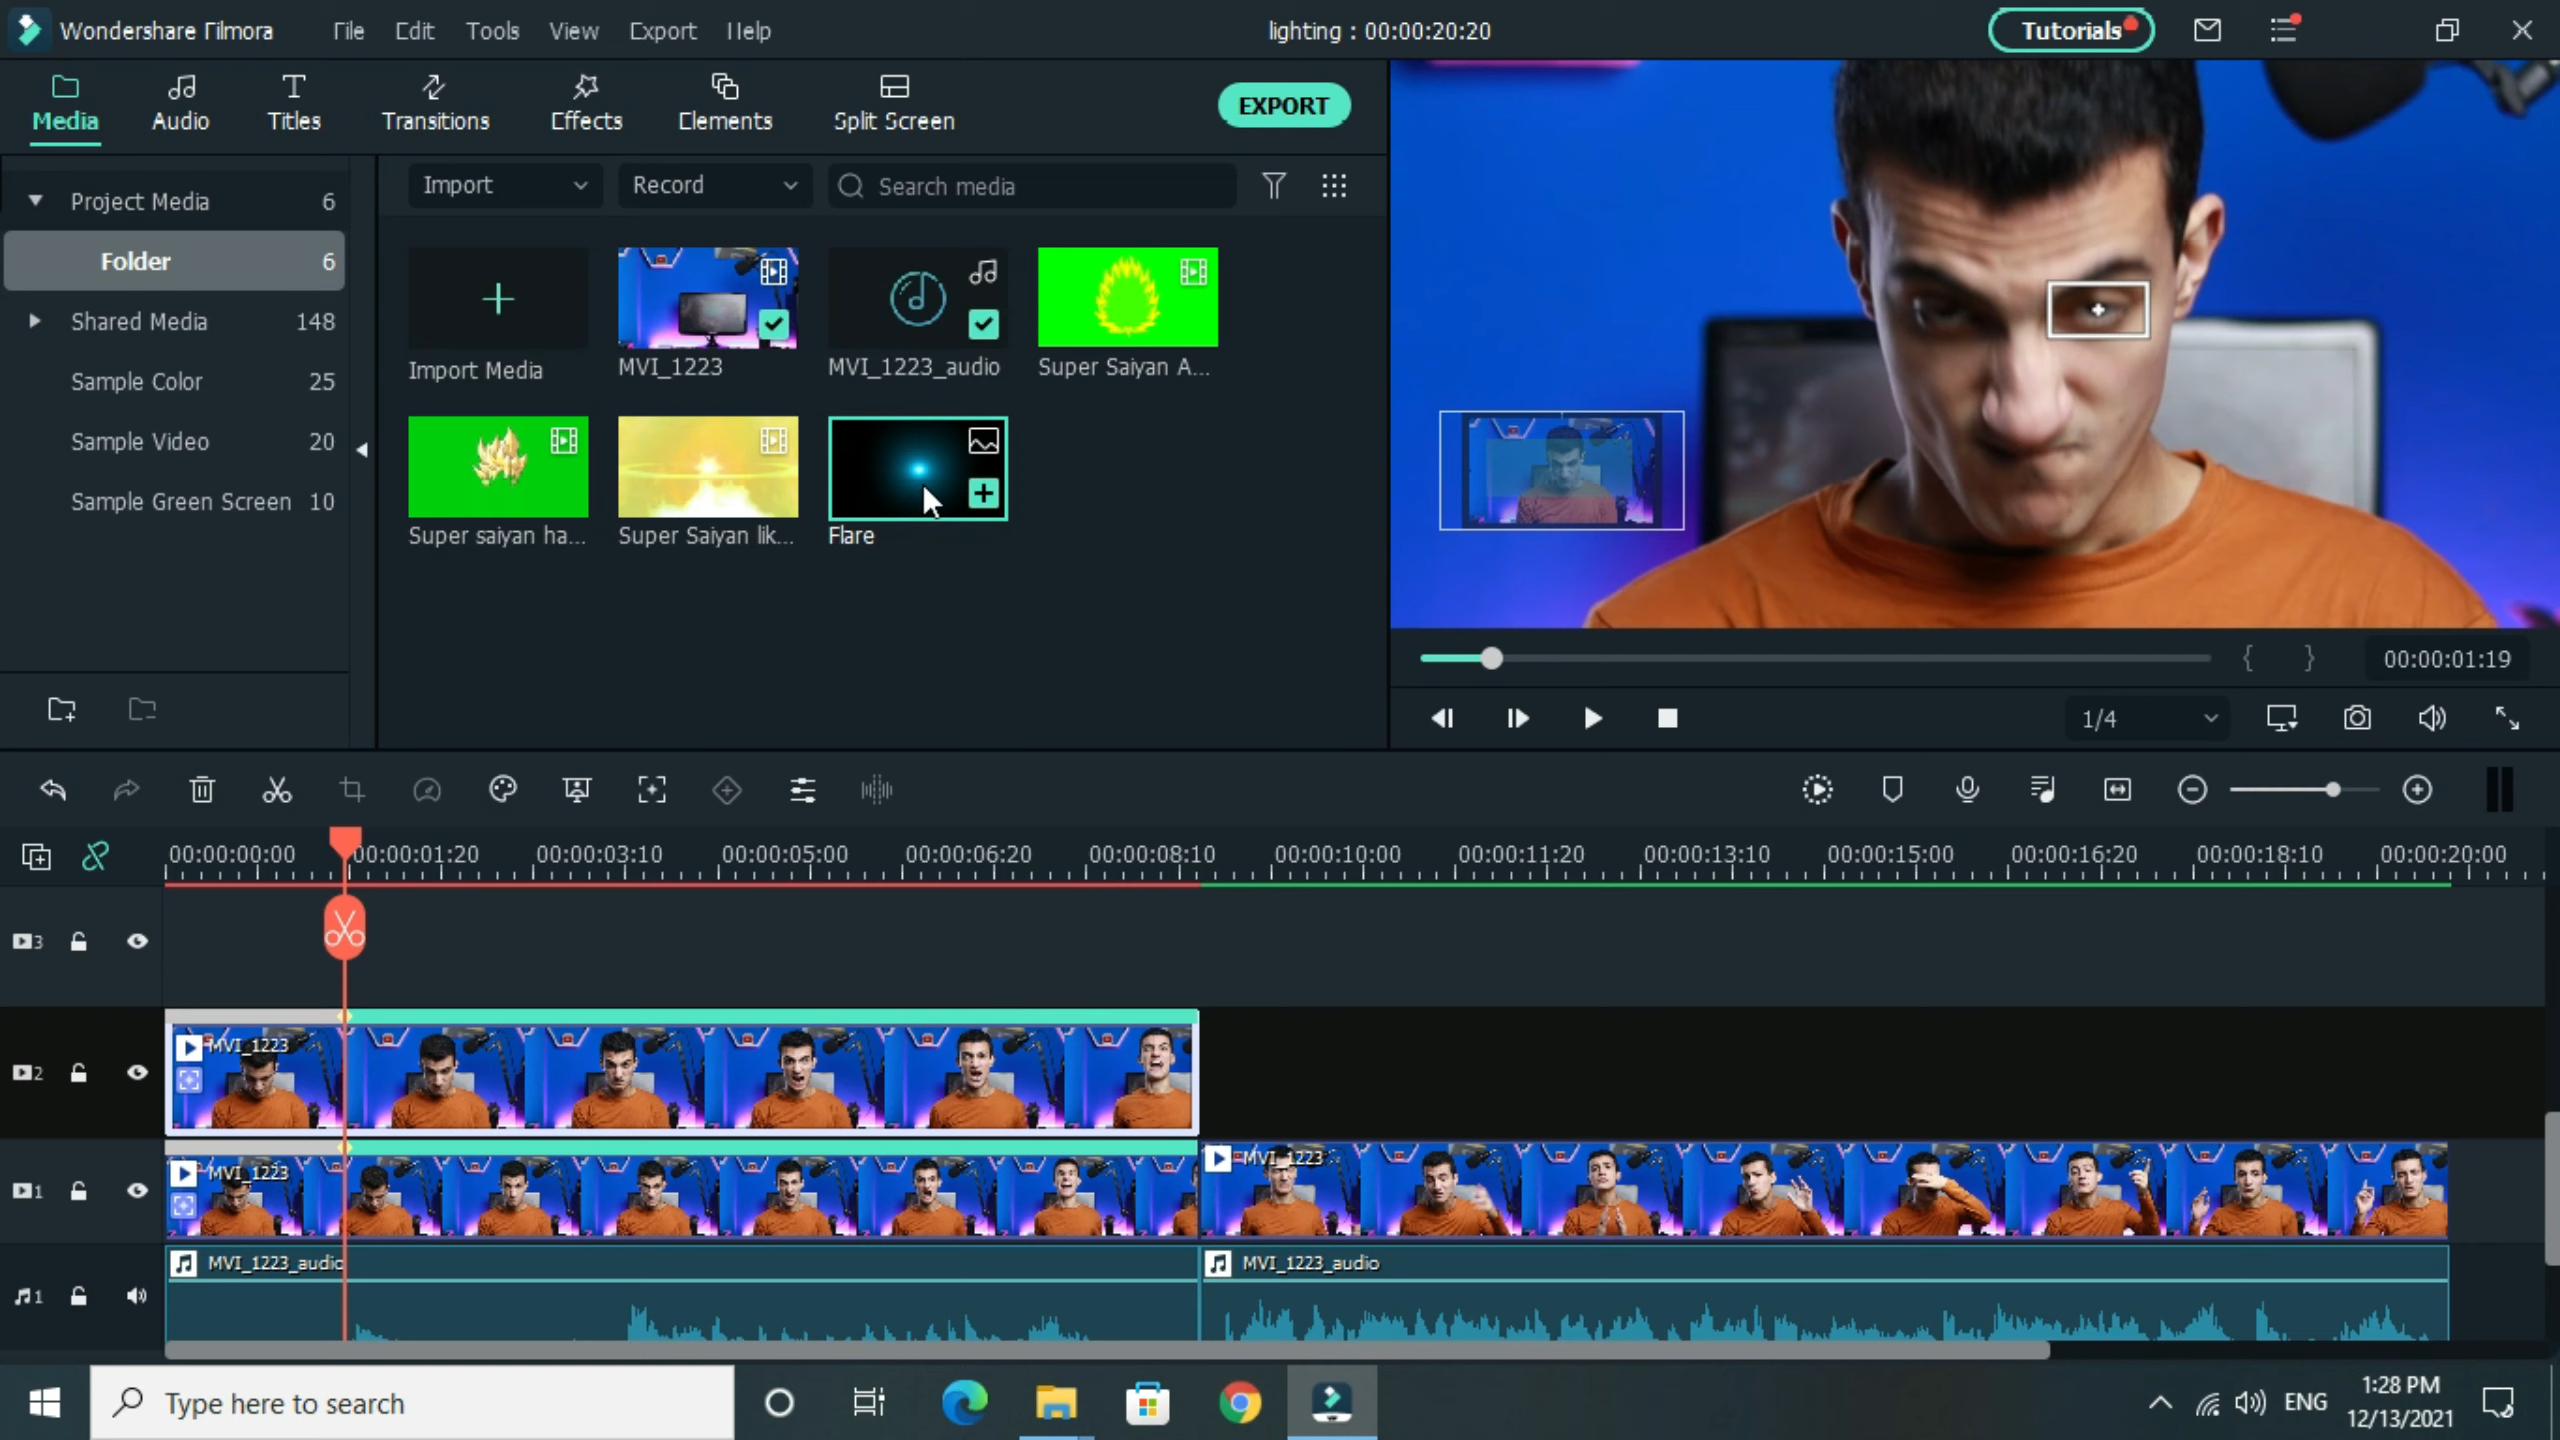 Wondershare Filmora File Edit Tools View Export Help lighting : 00:00:20:20 Tutorials
Media Audio Titles Transitions Effects Elements Split Screen EXPORT
Project Media 6
Folder 6
Shared Media 148
Sample Color 25
Sample Video 20
Sample Green Screen 10
Import Record Search media
Import Media MVI_1223 MVI_1223_audio Super Saiyan A...
Super saiyan ha... Super Saiyan lik... Flare
{ } 00:00:01:19
1/4
00:00:00:00 00:00:01:20 00:00:03:10 00:00:05:00 00:00:06:20 00:00:08:10 00:00:10:00 00:00:11:20 00:00:13:10 00:00:15:00 00:00:16:20 00:00:18:10 00:00:20:00
3
2 MVI_1223
1 MVI_1223 MVI_1223
1 MVI_1223_audio MVI_1223_audio
Type here to search ENG 1:28 PM
12/13/2021